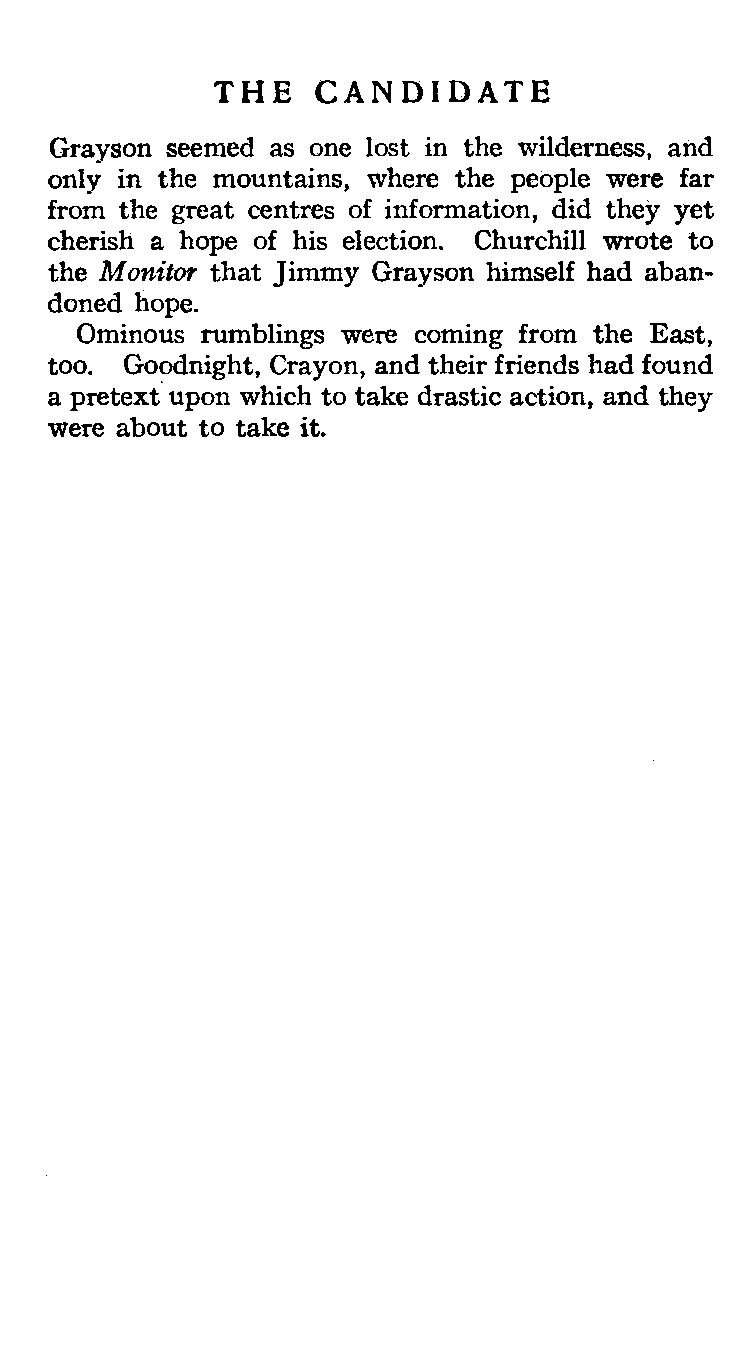 THE CANDIDATE
Grayson seemed as one lost in the wilderness, and
only in the mountains, where the people were far
from the great centres of information, did they yet
cherish a hope of his election. Churchill wrote to
the Monitor that Jimmy Grayson himself had aban-
doned hope.
Ominous rumblings were coming from the East,
too. Goodnight, Crayon, and their friends had found
a pretext upon which to take drastic action, and they
were about to take it.